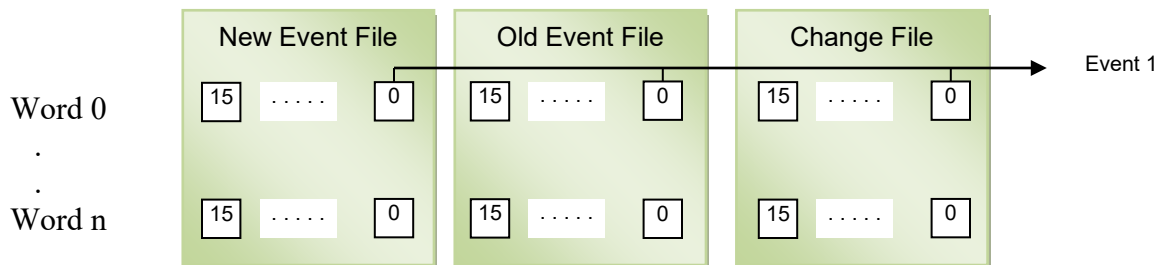 New Event File Old Event File Change File
Event 1
Word 0 15 . . . . . 0 15 . . . . . 0 15 . . . . . 0
.
.
Word n 15 . . . . . 0 15 . . . . . 0 15 . . . . . 0